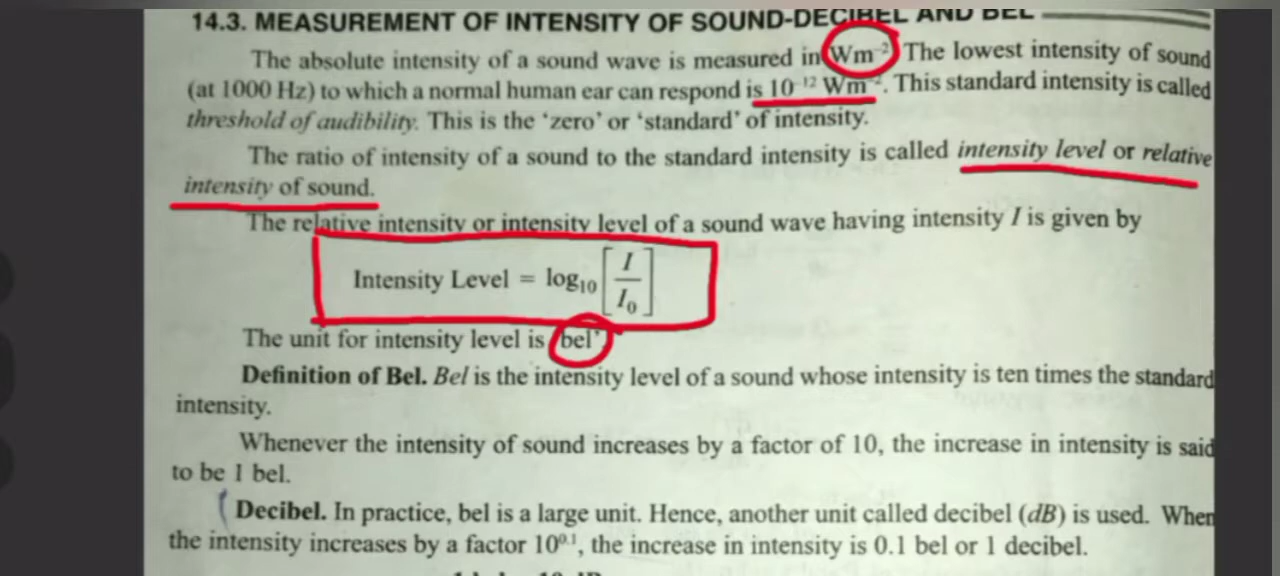 14.3. MEASUREMENT OF INTENSITY OF SOUND-DECIBEL AND BEL
The absolute intensity of a sound wave is measured in Wm⁻². The lowest intensity of sound
(at 1000 Hz) to which a normal human ear can respond is 10⁻¹² Wm⁻². This standard intensity is called
threshold of audibility. This is the ‘zero’ or ‘standard’ of intensity.
The ratio of intensity of a sound to the standard intensity is called intensity level or relative
intensity of sound.
The relative intensity or intensity level of a sound wave having intensity I is given by
Intensity Level = log₁₀ [I/I₀]
The unit for intensity level is ‘bel’.
Definition of Bel. Bel is the intensity level of a sound whose intensity is ten times the standard
intensity.
Whenever the intensity of sound increases by a factor of 10, the increase in intensity is said
to be 1 bel.
Decibel. In practice, bel is a large unit. Hence, another unit called decibel (dB) is used. When
the intensity increases by a factor 10⁰·¹, the increase in intensity is 0.1 bel or 1 decibel.